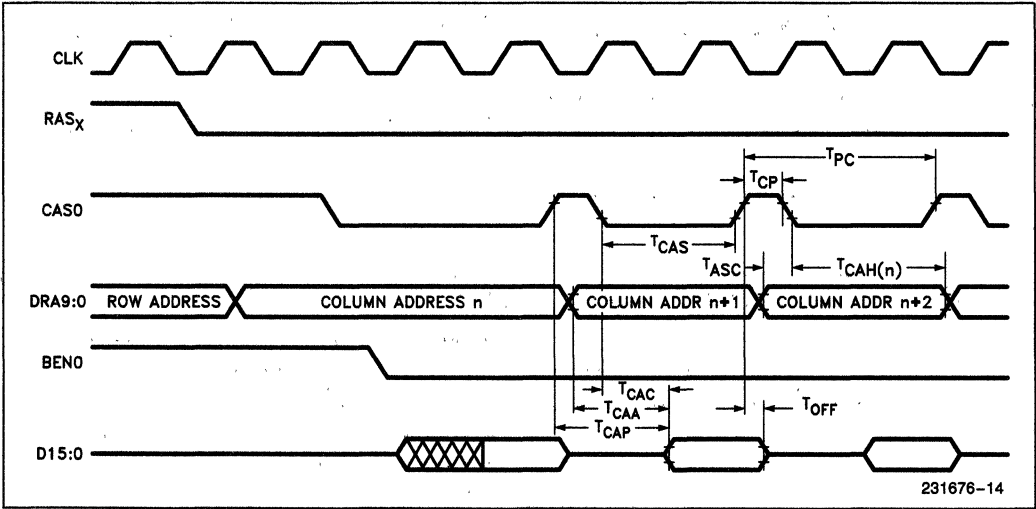 CLK
RASX
TPC
TCP
CAS0
TCAS
TASC
TCAH(n)
DRA9:0
ROW ADDRESS
COLUMN ADDRESS n
COLUMN ADDR n+1
COLUMN ADDR n+2
BEN0
TCAC
TCAA
TOFF
TCAP
D15:0
231676-14